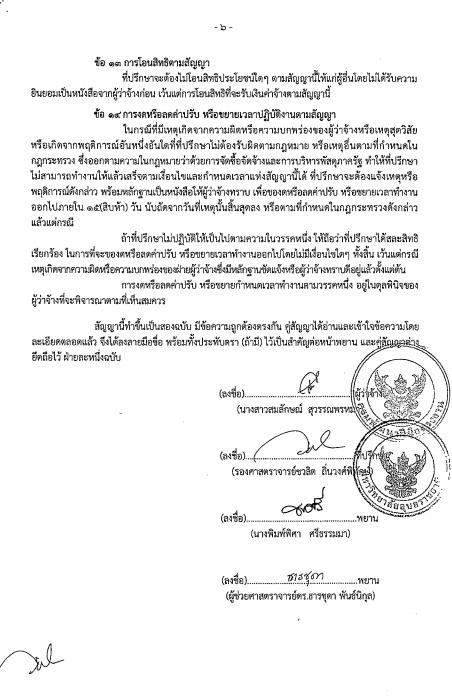 - ๖ -
ข้อ ๑๓ การโอนสิทธิตามสัญญา
ที่ปรึกษาจะต้องไม่โอนสิทธิประโยชน์ใดๆ ตามสัญญานี้ให้แก่ผู้อื่นโดยไม่ได้รับความ
ยินยอมเป็นหนังสือจากผู้ว่าจ้างก่อน เว้นแต่การโอนสิทธิที่จะรับเงินค่าจ้างตามสัญญานี้
ข้อ ๑๔ การงดหรือลดค่าปรับ หรือขยายเวลาปฏิบัติงานตามสัญญา
ในกรณีที่มีเหตุเกิดจากความผิดหรือความบกพร่องของผู้ว่าจ้างหรือเหตุสุดวิสัย
หรือเกิดจากพฤติการณ์อันหนึ่งอันใดที่ที่ปรึกษาไม่ต้องรับผิดตามกฎหมาย หรือเหตุอื่นตามที่กำหนดใน
กฎกระทรวง ซึ่งออกตามความในกฎหมายว่าด้วยการจัดซื้อจัดจ้างและการบริหารพัสดุภาครัฐ ทำให้ที่ปรึกษา
ไม่สามารถทำงานให้แล้วเสร็จตามเงื่อนไขและกำหนดเวลาแห่งสัญญานี้ได้ ที่ปรึกษาจะต้องแจ้งเหตุหรือ
พฤติการณ์ดังกล่าว พร้อมหลักฐานเป็นหนังสือให้ผู้ว่าจ้างทราบ เพื่อของดหรือลดค่าปรับ หรือขยายเวลาทำงาน
ออกไปภายใน ๑๕(สิบห้า) วัน นับถัดจากวันที่เหตุนั้นสิ้นสุดลง หรือตามที่กำหนดในกฎกระทรวงดังกล่าว
แล้วแต่กรณี
ถ้าที่ปรึกษาไม่ปฏิบัติให้เป็นไปตามความในวรรคหนึ่ง ให้ถือว่าที่ปรึกษาได้สละสิทธิ
เรียกร้อง ในการที่จะของดหรือลดค่าปรับ หรือขยายเวลาทำงานออกไปโดยไม่มีเงื่อนไขใดๆ ทั้งสิ้น เว้นแต่กรณี
เหตุเกิดจากความผิดหรือความบกพร่องของฝ่ายผู้ว่าจ้างซึ่งมีหลักฐานชัดแจ้งหรือผู้ว่าจ้างทราบดีอยู่แล้วตั้งแต่ต้น
การงดหรือลดค่าปรับ หรือขยายกำหนดเวลาทำงานตามวรรคหนึ่ง อยู่ในดุลพินิจของ
ผู้ว่าจ้างที่จะพิจารณาตามที่เห็นสมควร
สัญญานี้ทำขึ้นเป็นสองฉบับ มีข้อความถูกต้องตรงกัน คู่สัญญาได้อ่านและเข้าใจข้อความโดย
ละเอียดตลอดแล้ว จึงได้ลงลายมือชื่อ พร้อมทั้งประทับตรา (ถ้ามี) ไว้เป็นสำคัญต่อหน้าพยาน และคู่สัญญาต่าง
ยึดถือไว้ ฝ่ายละหนึ่งฉบับ
(ลงชื่อ)..............................ผู้ว่าจ้าง
(นางสาวสมลักษณ์ สุวรรณพรหม
(ลงชื่อ)..............................ที่ปรึก
(รองศาสตราจารย์ชวลิต ถิ่นวงศ์พิทักษ์)
มหาวิทยาลัยอุบลราชธานี
(ลงชื่อ)..............................พยาน
(นางพิมพ์พิศา ศรีธรรมมา)
(ลงชื่อ)........ธารชุดา........พยาน
(ผู้ช่วยศาสตราจารย์ดร.ธารชุดา พันธ์นิกุล)